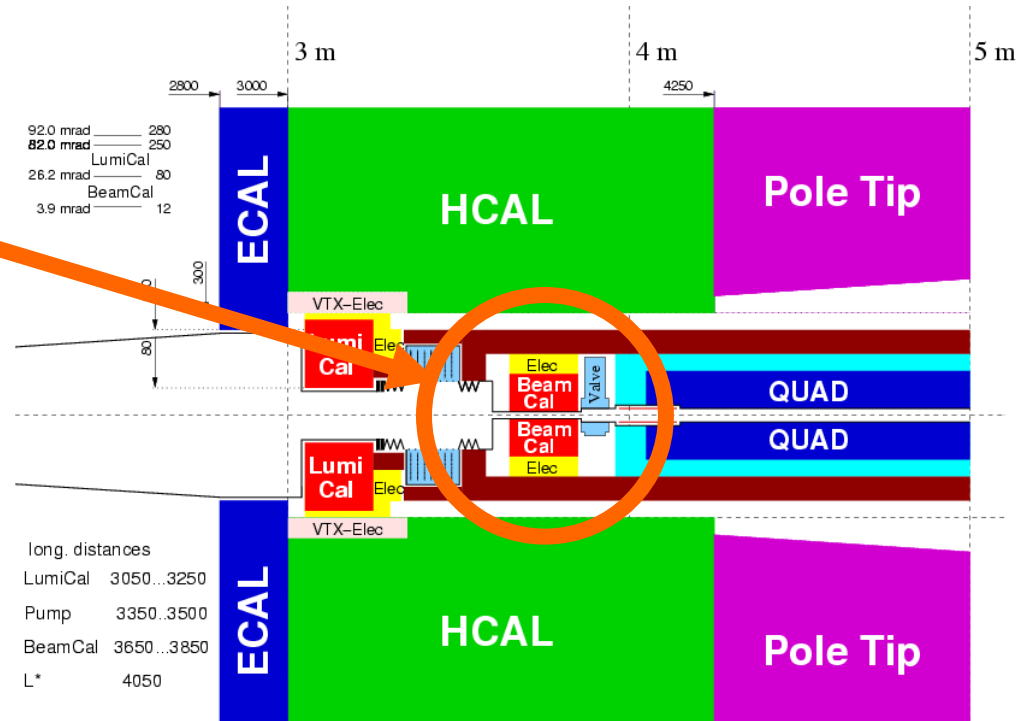 3 m
4 m
5 m
2800
3000
4250
92.0 mrad 280
82.0 mrad 250
LumiCal
26.2 mrad 80
BeamCal
3.9 mrad 12
ECAL
HCAL
Pole Tip
300
80
VTX-Elec
Lumi
Cal
Elec
Elec
Beam
Cal
Valve
QUAD
Beam
Cal
Elec
QUAD
Lumi
Cal
Elec
VTX-Elec
ECAL
HCAL
Pole Tip
long. distances
LumiCal 3050...3250
Pump 3350..3500
BeamCal 3650...3850
L* 4050